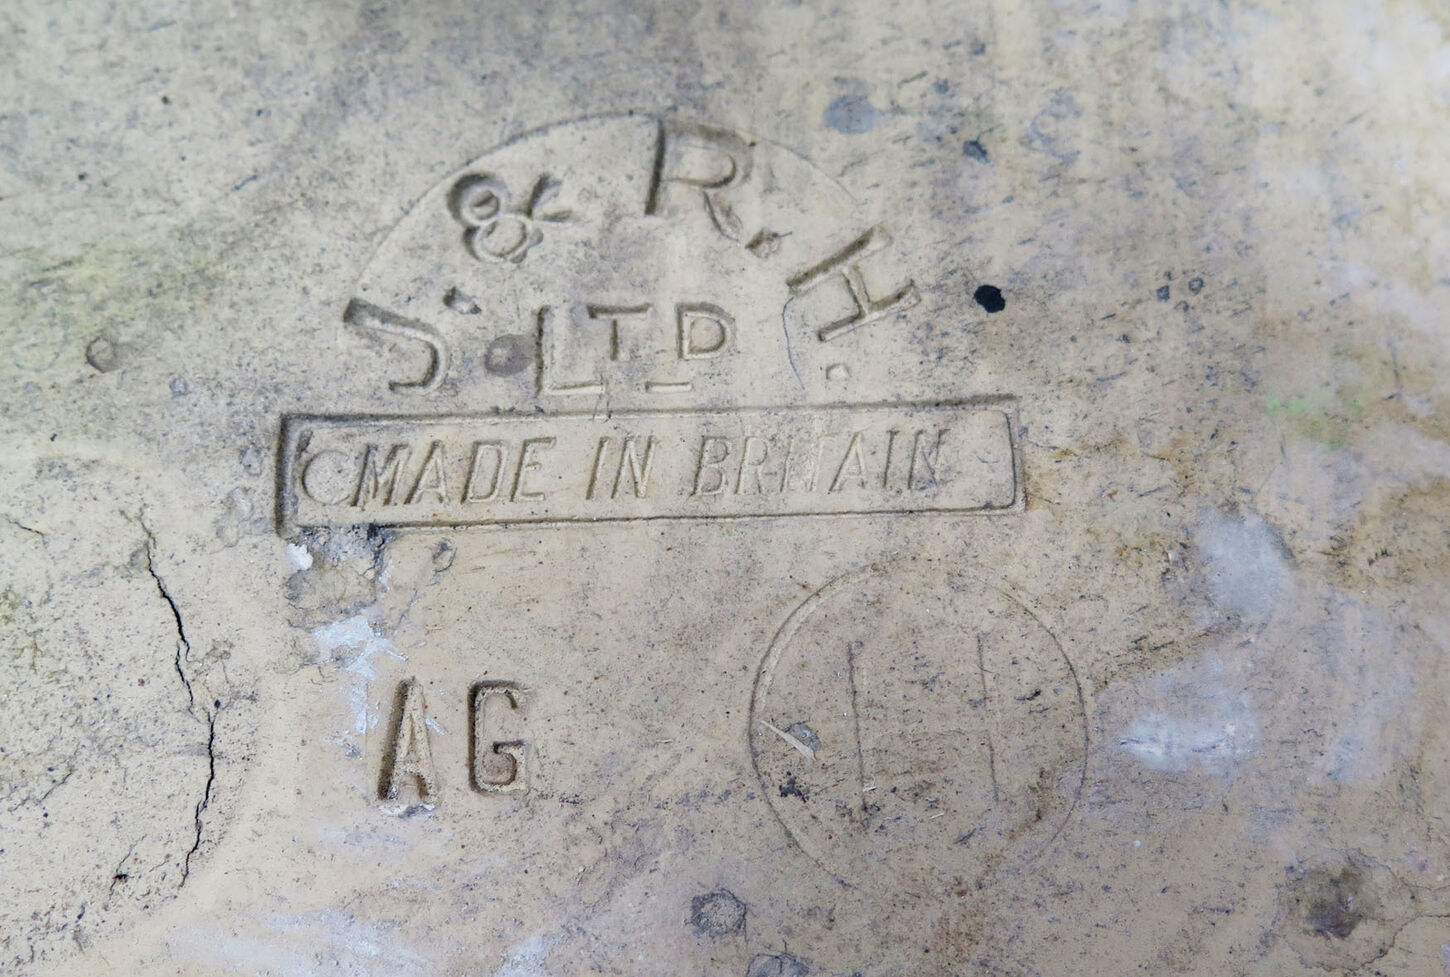 J. & R. H.
LTD
MADE IN BRITAIN
AG
H